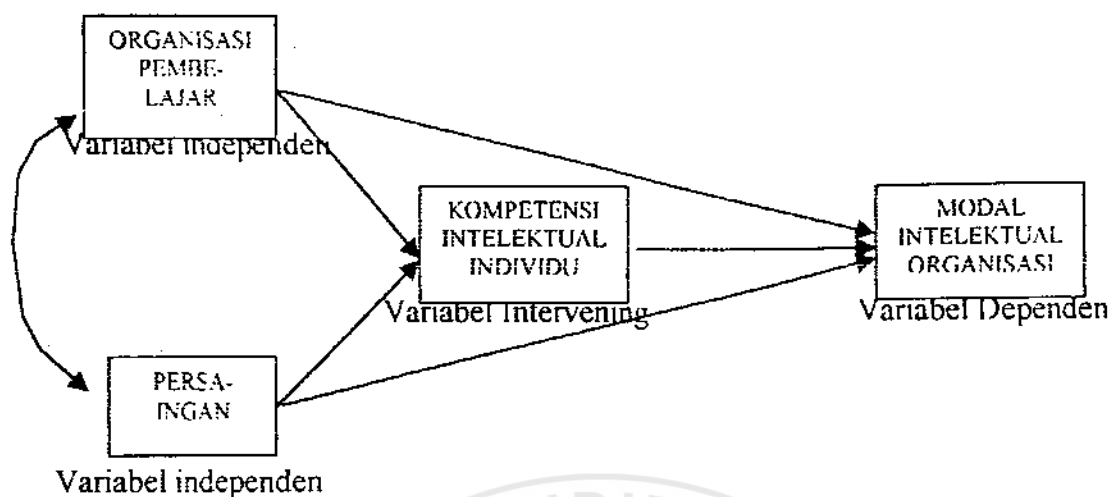 ORGANISASI
PEMBE-
LAJAR
Variabel independen
KOMPETENSI
INTELEKTUAL
INDIVIDU
Variabel Intervening
MODAL
INTELEKTUAL
ORGANISASI
Variabel Dependen
PERSA-
INGAN
Variabel independen